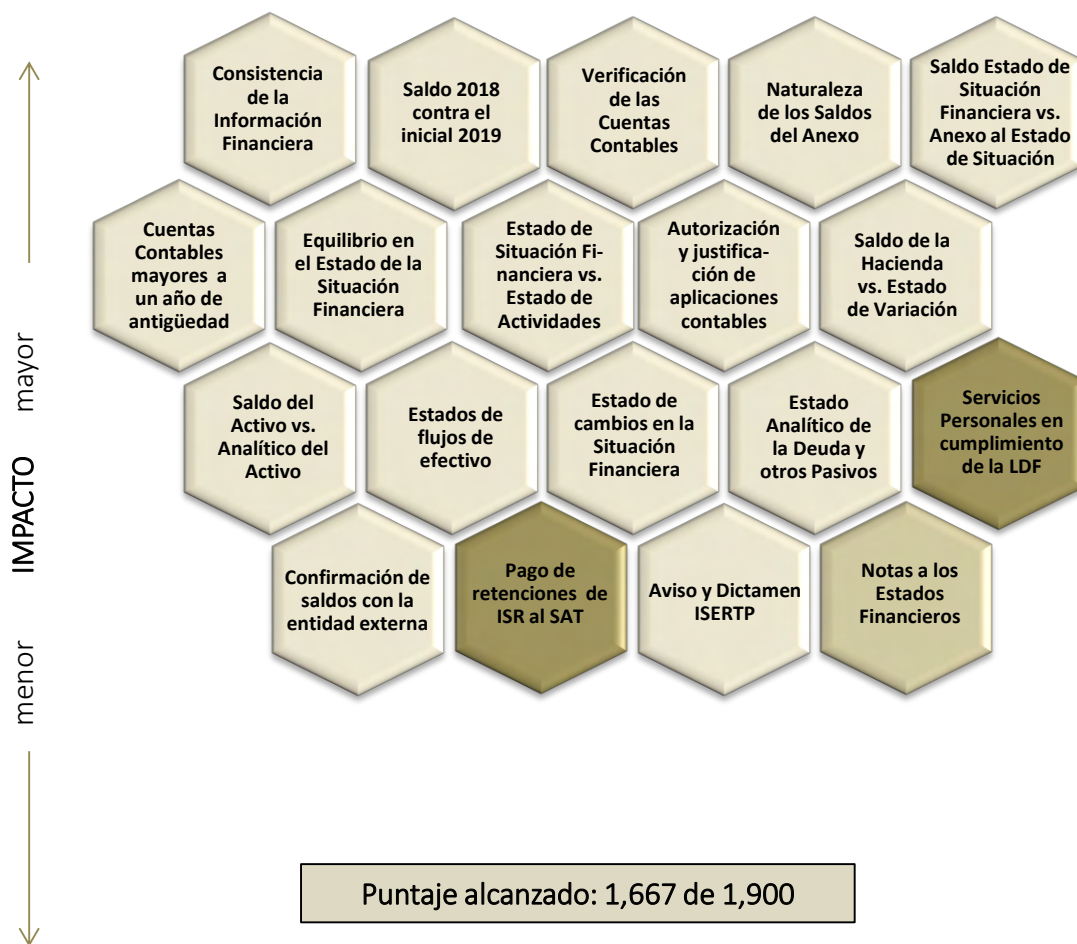 Consistencia
de la
Información
Financiera
Saldo 2018
contra el
inicial 2019
Verificación
de las
Cuentas
Contables
Naturaleza
de los Saldos
del Anexo
Saldo Estado de
Situación
Financiera vs.
Anexo al Estado
de Situación
Cuentas
Contables
mayores a
un año de
antigüedad
Equilibrio en
el Estado de la
Situación
Financiera
Estado de
Situación Fi-
nanciera vs.
Estado de
Actividades
Autorización
y justifica-
ción de
aplicaciones
contables
Saldo de la
Hacienda
vs. Estado
de Variación
Saldo del
Activo vs.
Analítico del
Activo
Estados de
flujos de
efectivo
Estado de
cambios en la
Situación
Financiera
Estado
Analítico de
la Deuda y
otros Pasivos
Servicios
Personales en
cumplimiento
de la LDF
Confirmación de
saldos con la
entidad externa
Pago de
retenciones de
ISR al SAT
Aviso y Dictamen
ISERTP
Notas a los
Estados
Financieros
menor IMPACTO mayor
Puntaje alcanzado: 1,667 de 1,900